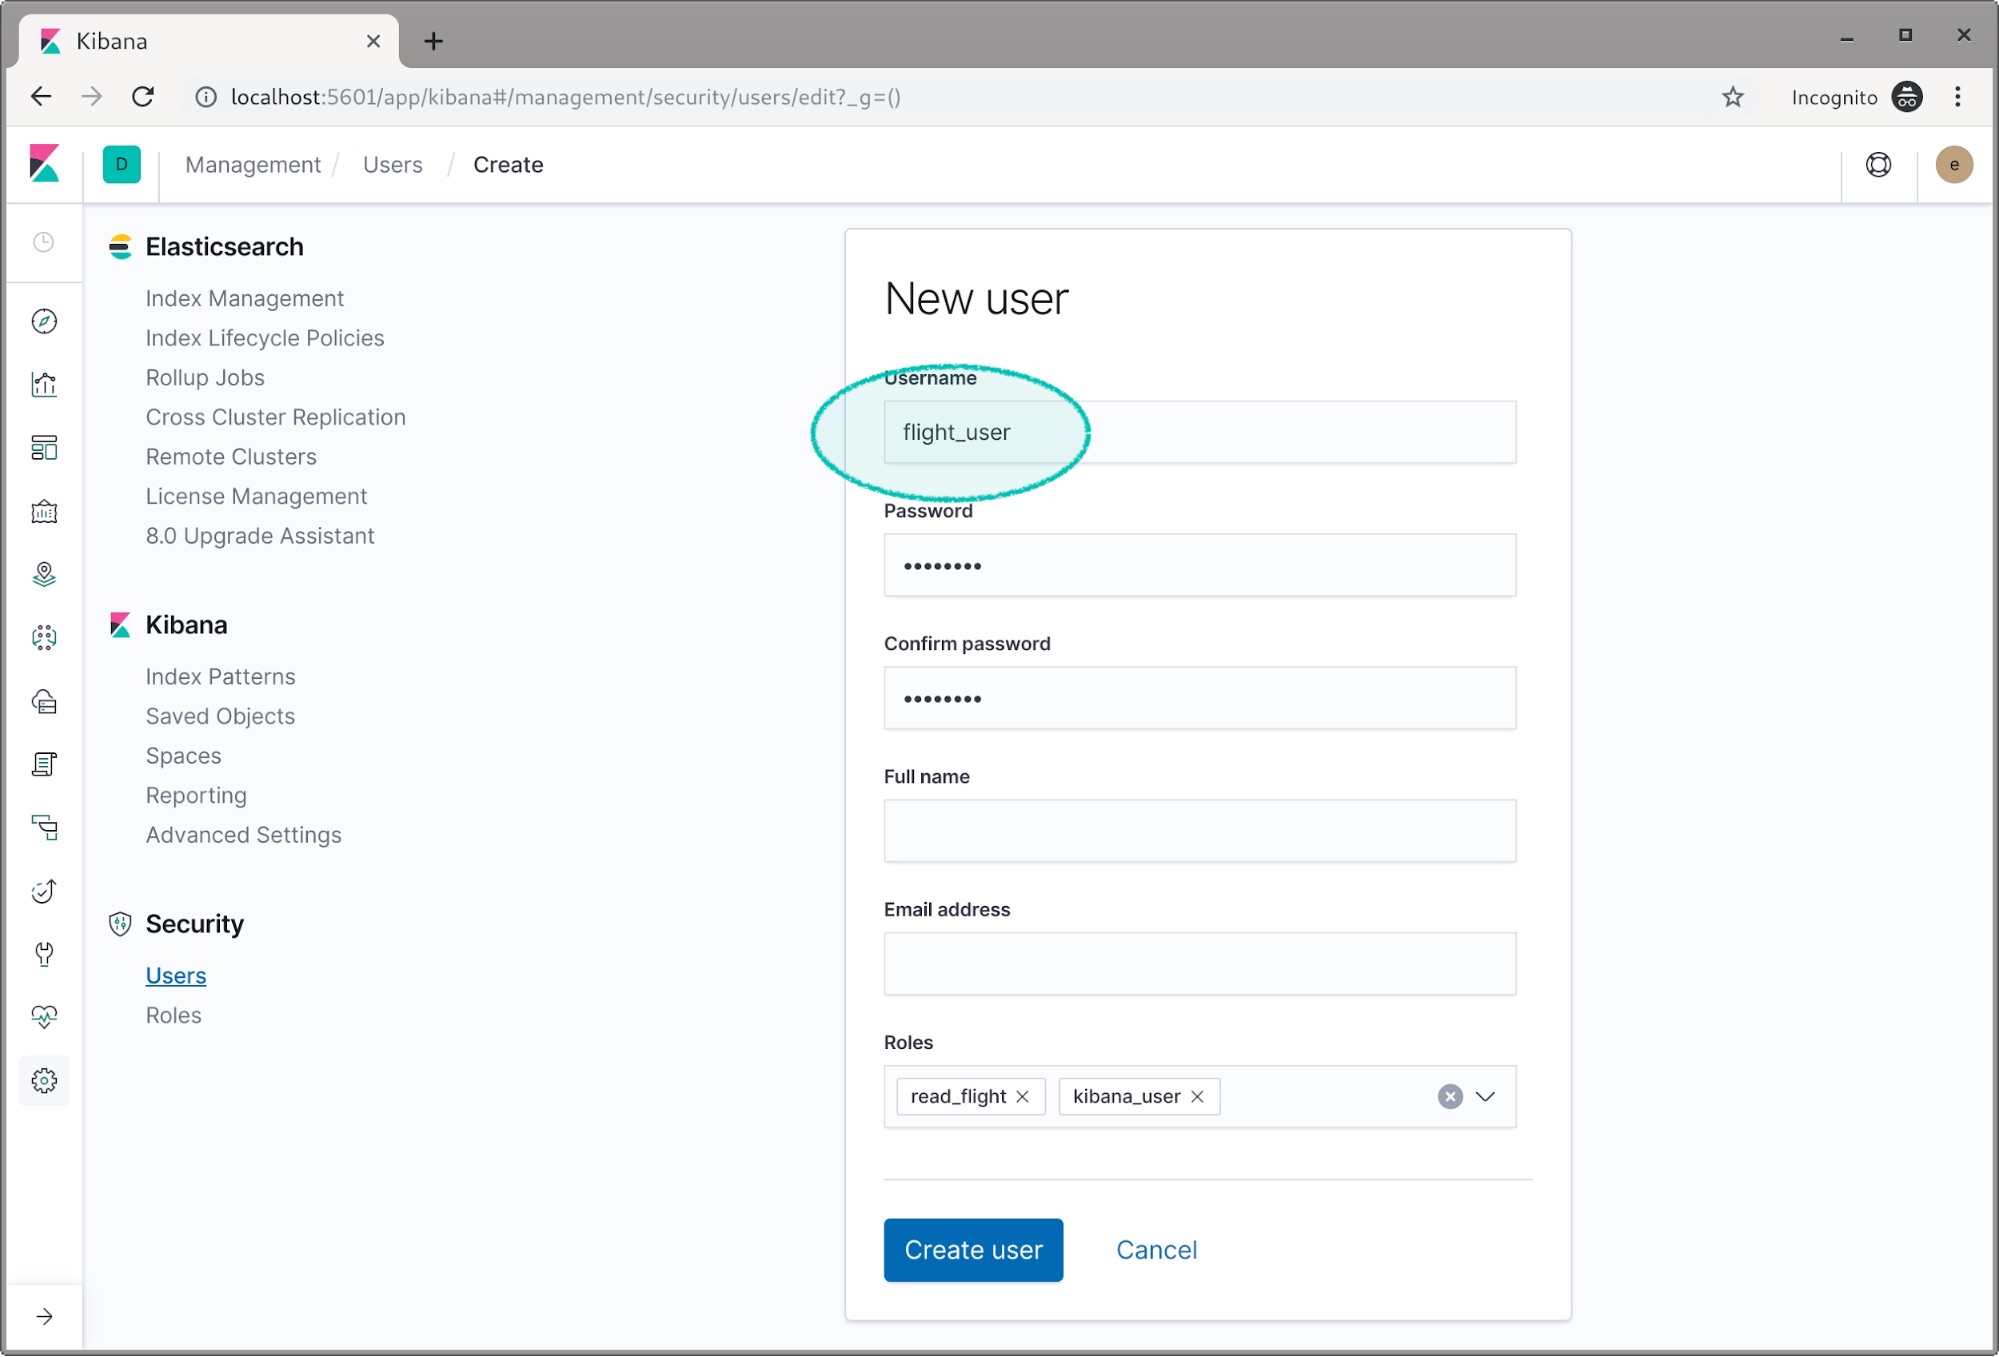 Kibana
localhost:5601/app/kibana#/management/security/users/edit?_g=()
Incognito
D
Management / Users / Create
e
Elasticsearch
Index Management
Index Lifecycle Policies
Rollup Jobs
Cross Cluster Replication
Remote Clusters
License Management
8.0 Upgrade Assistant
Kibana
Index Patterns
Saved Objects
Spaces
Reporting
Advanced Settings
Security
Users
Roles
New user
Username
flight_user
Password
••••••••
Confirm password
••••••••
Full name
Email address
Roles
read_flight kibana_user
Create user Cancel